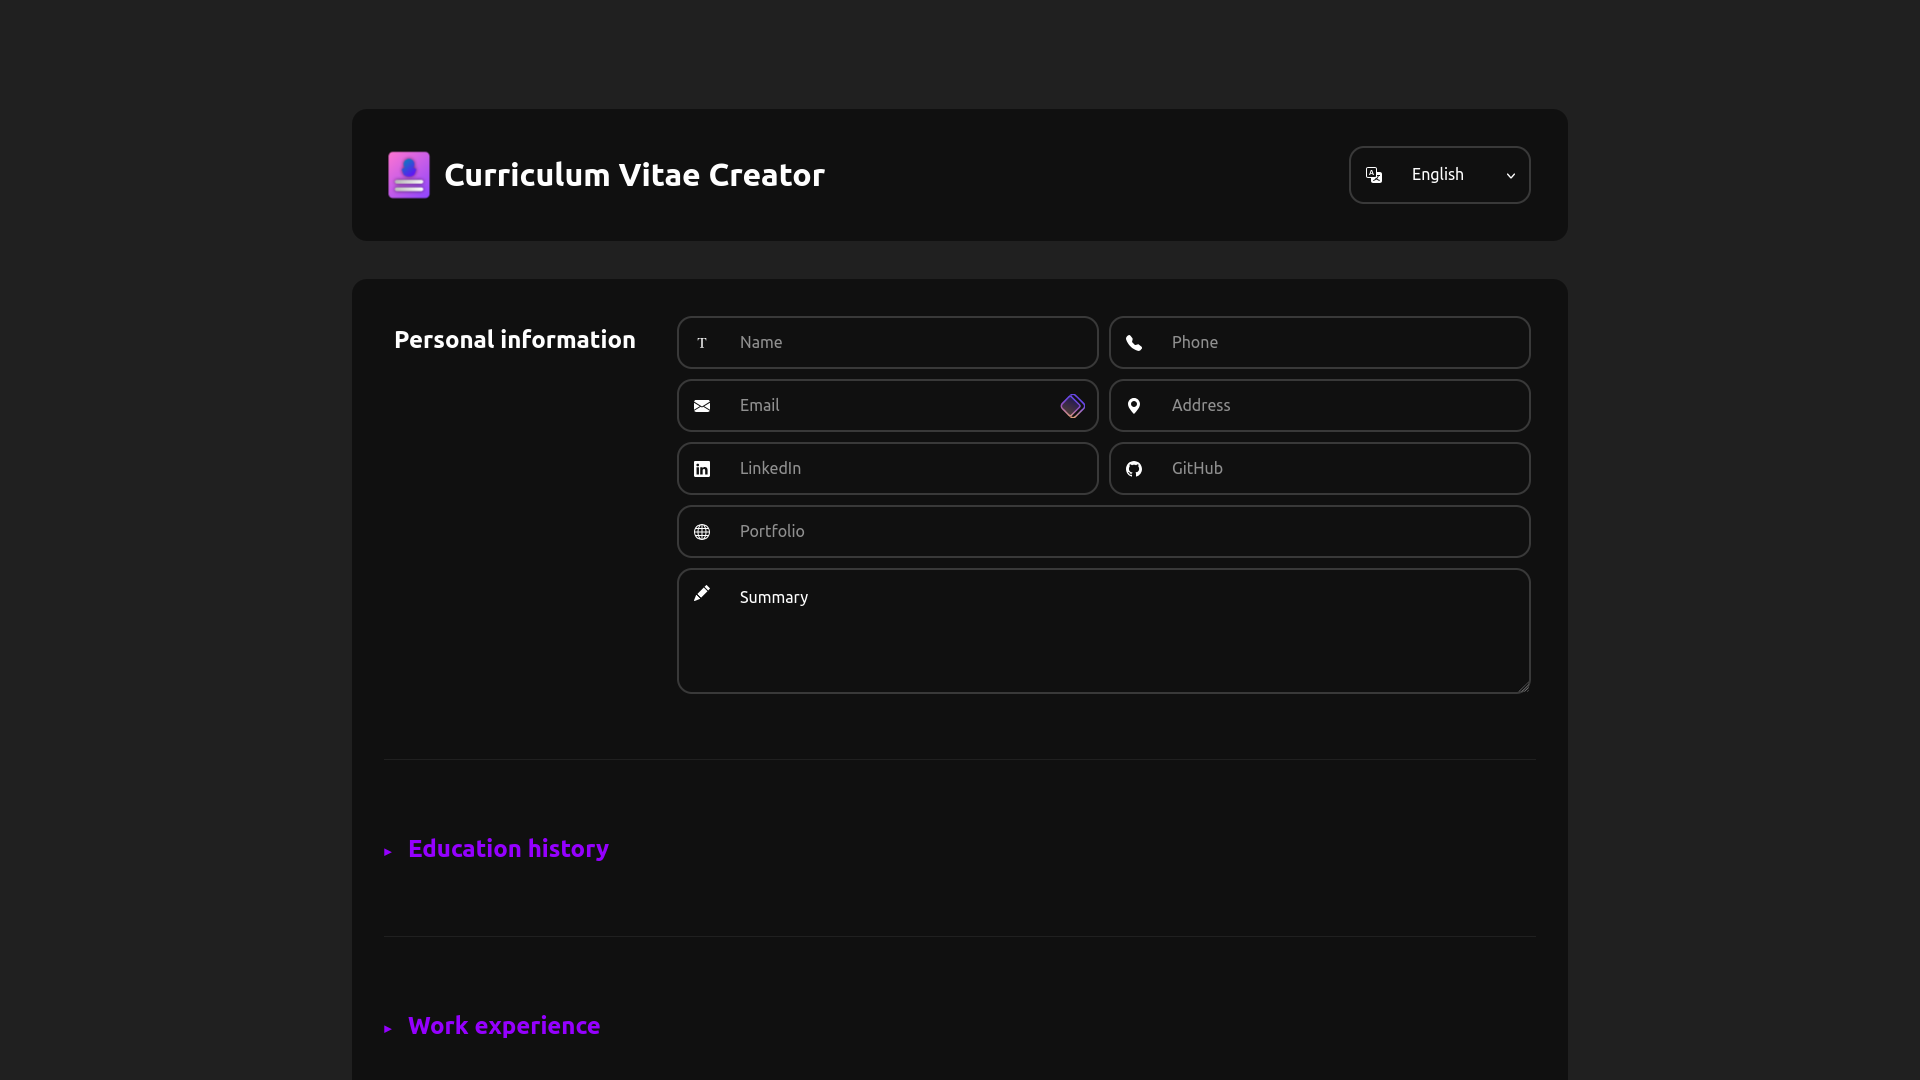 Curriculum Vitae Creator
English
Personal information
Name
Phone
Email
Address
LinkedIn
GitHub
Portfolio
Summary
Education history
Work experience